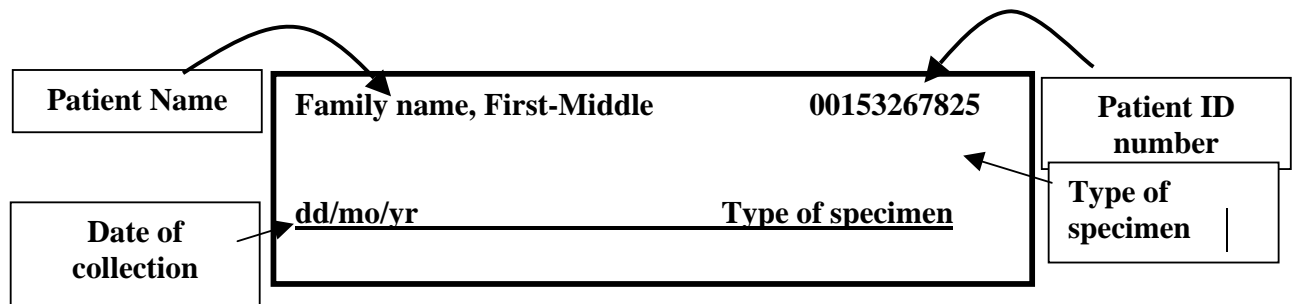 Patient Name
Family name, First-Middle 00153267825
Patient ID
number
dd/mo/yr Type of specimen
Type of
specimen
Date of
collection